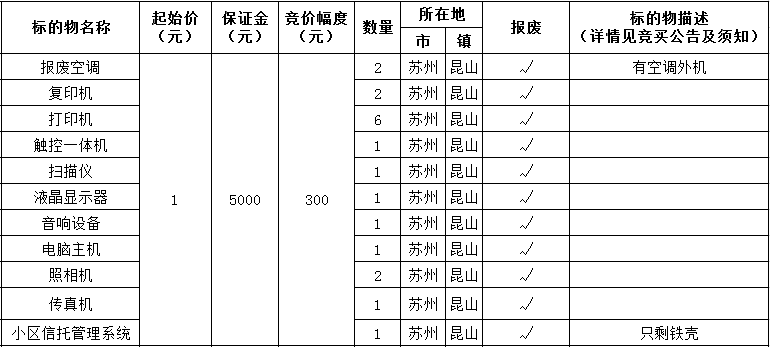 标的物名称 起始价（元） 保证金（元） 竞价幅度（元） 数量 所在地 报废 标的物描述（详情见竞买公告及须知）
市 镇
报废空调 2 苏州 昆山 √ 有空调外机
复印机 2 苏州 昆山 √
打印机 6 苏州 昆山 √
触控一体机 1 苏州 昆山 √
扫描仪 1 苏州 昆山 √
液晶显示器 1 5000 300 1 苏州 昆山 √
音响设备 1 苏州 昆山 √
电脑主机 1 苏州 昆山 √
照相机 2 苏州 昆山 √
传真机 1 苏州 昆山 √
小区信托管理系统 1 苏州 昆山 √ 只剩铁壳